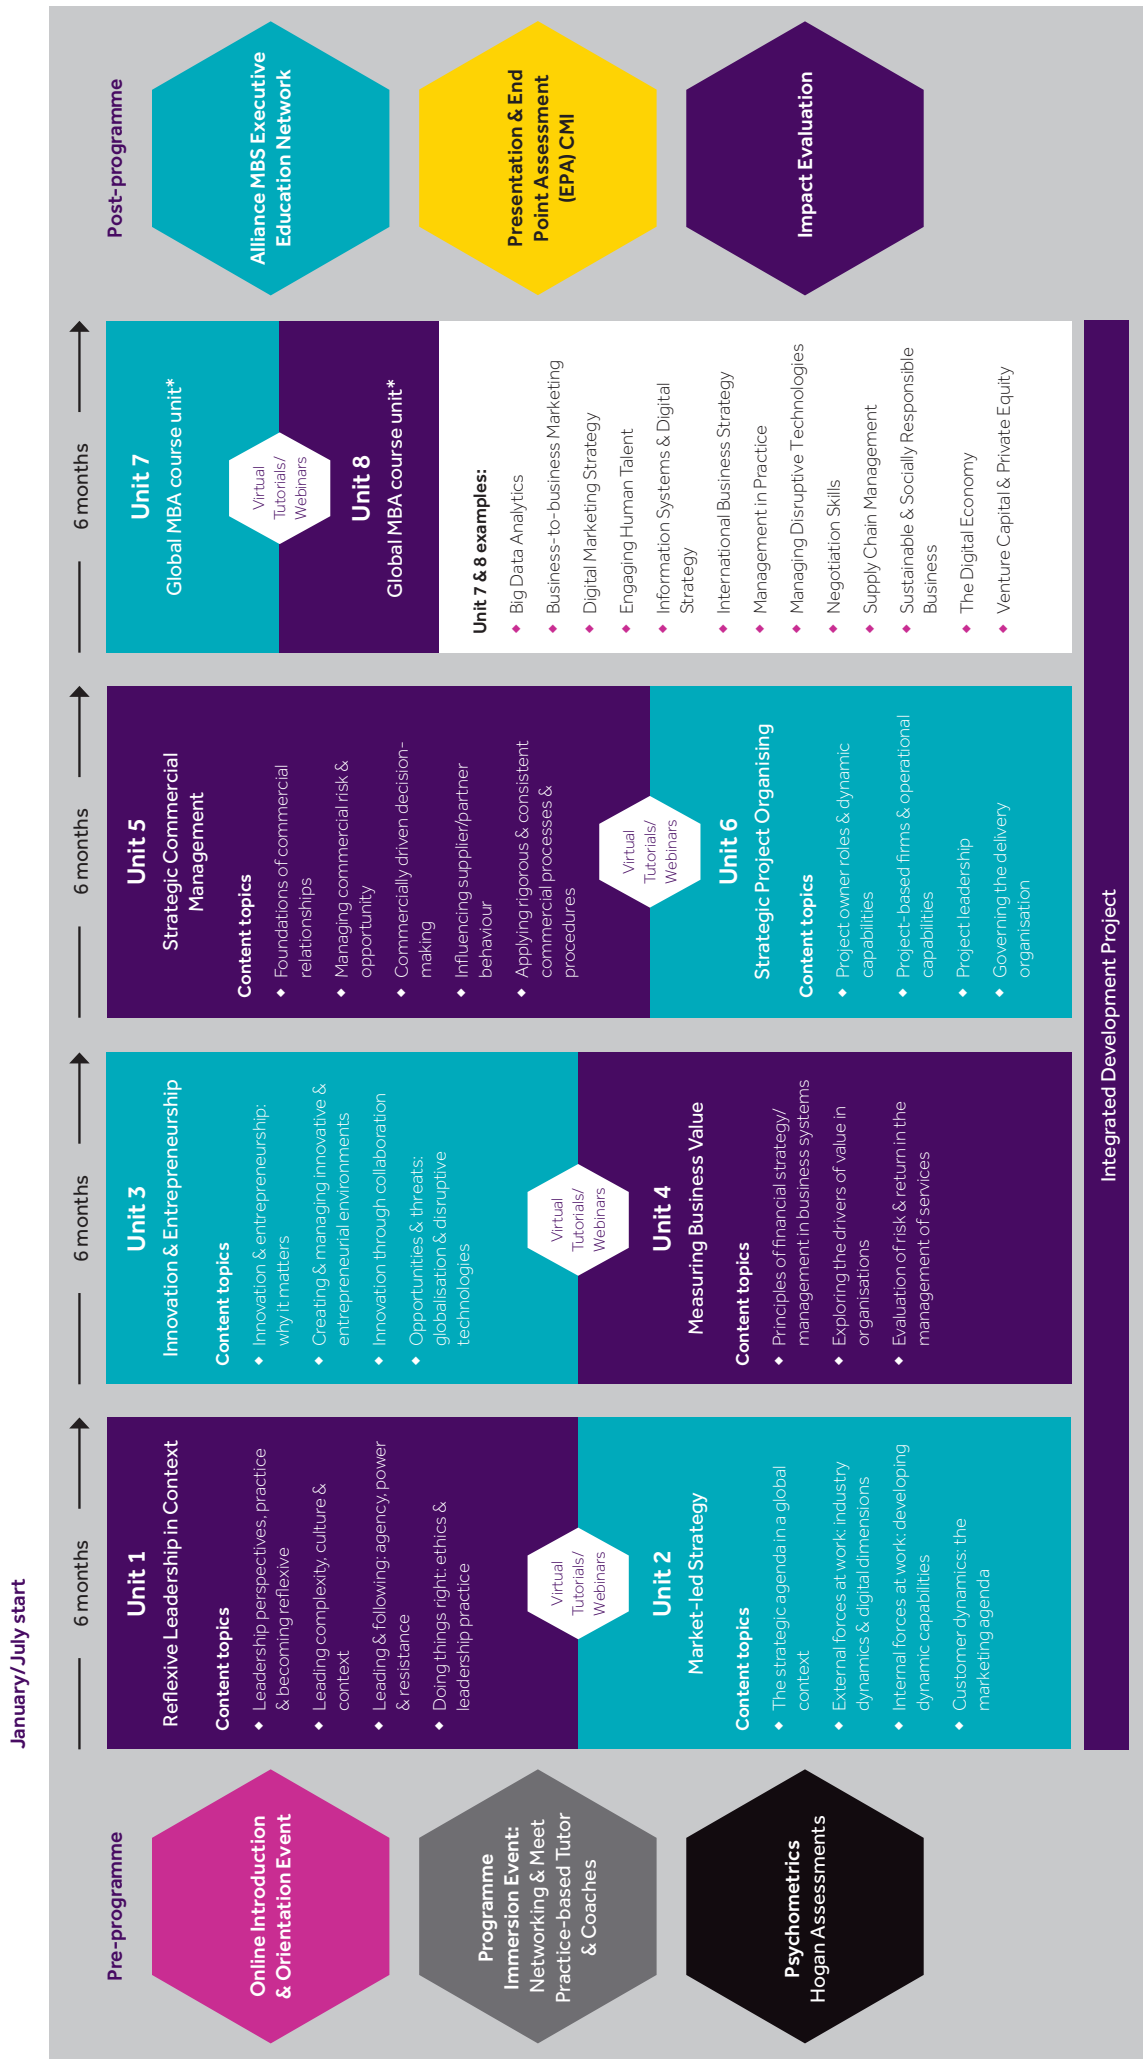 January/July start
Pre-programme
Online Introduction
& Orientation Event
Programme
Immersion Event:
Networking & Meet
Practice-based Tutor
& Coaches
Psychometrics
Hogan Assessments
6 months
Unit 1
Reflexive Leadership in Context
Content topics
Leadership perspectives, practice
& becoming reflexive
Leading complexity, culture &
context
Leading & following: agency, power
& resistance
Doing things right: ethics &
leadership practice
Virtual
Tutorials/
Webinars
Unit 2
Market-led Strategy
Content topics
The strategic agenda in a global
context
External forces at work: industry
dynamics & digital dimensions
Internal forces at work: developing
dynamic capabilities
Customer dynamics: the
marketing agenda
6 months
Unit 3
Innovation & Entrepreneurship
Content topics
Innovation & entrepreneurship:
why it matters
Creating & managing innovative &
entrepreneurial environments
Innovation through collaboration
Opportunities & threats:
globalisation & disruptive
technologies
Virtual
Tutorials/
Webinars
Unit 4
Measuring Business Value
Content topics
Principles of financial strategy/
management in business systems
Exploring the drivers of value in
organisations
Evaluation of risk & return in the
management of services
6 months
Unit 5
Strategic Commercial
Management
Content topics
Foundations of commercial
relationships
Managing commercial risk &
opportunity
Commercially driven decision-
making
Influencing supplier/partner
behaviour
Applying rigorous & consistent
commercial processes &
procedures
Virtual
Tutorials/
Webinars
Unit 6
Strategic Project Organising
Content topics
Project owner roles & dynamic
capabilities
Project-based firms & operational
capabilities
Project leadership
Governing the delivery
organisation
6 months
Unit 7
Global MBA course unit*
Virtual
Tutorials/
Webinars
Unit 8
Global MBA course unit*
Unit 7 & 8 examples:
Big Data Analytics
Business-to-business Marketing
Digital Marketing Strategy
Engaging Human Talent
Information Systems & Digital
Strategy
International Business Strategy
Management in Practice
Managing Disruptive Technologies
Negotiation Skills
Supply Chain Management
Sustainable & Socially Responsible
Business
The Digital Economy
Venture Capital & Private Equity
Integrated Development Project
Post-programme
Alliance MBS Executive
Education Network
Presentation & End
Point Assessment
(EPA) CMI
Impact Evaluation